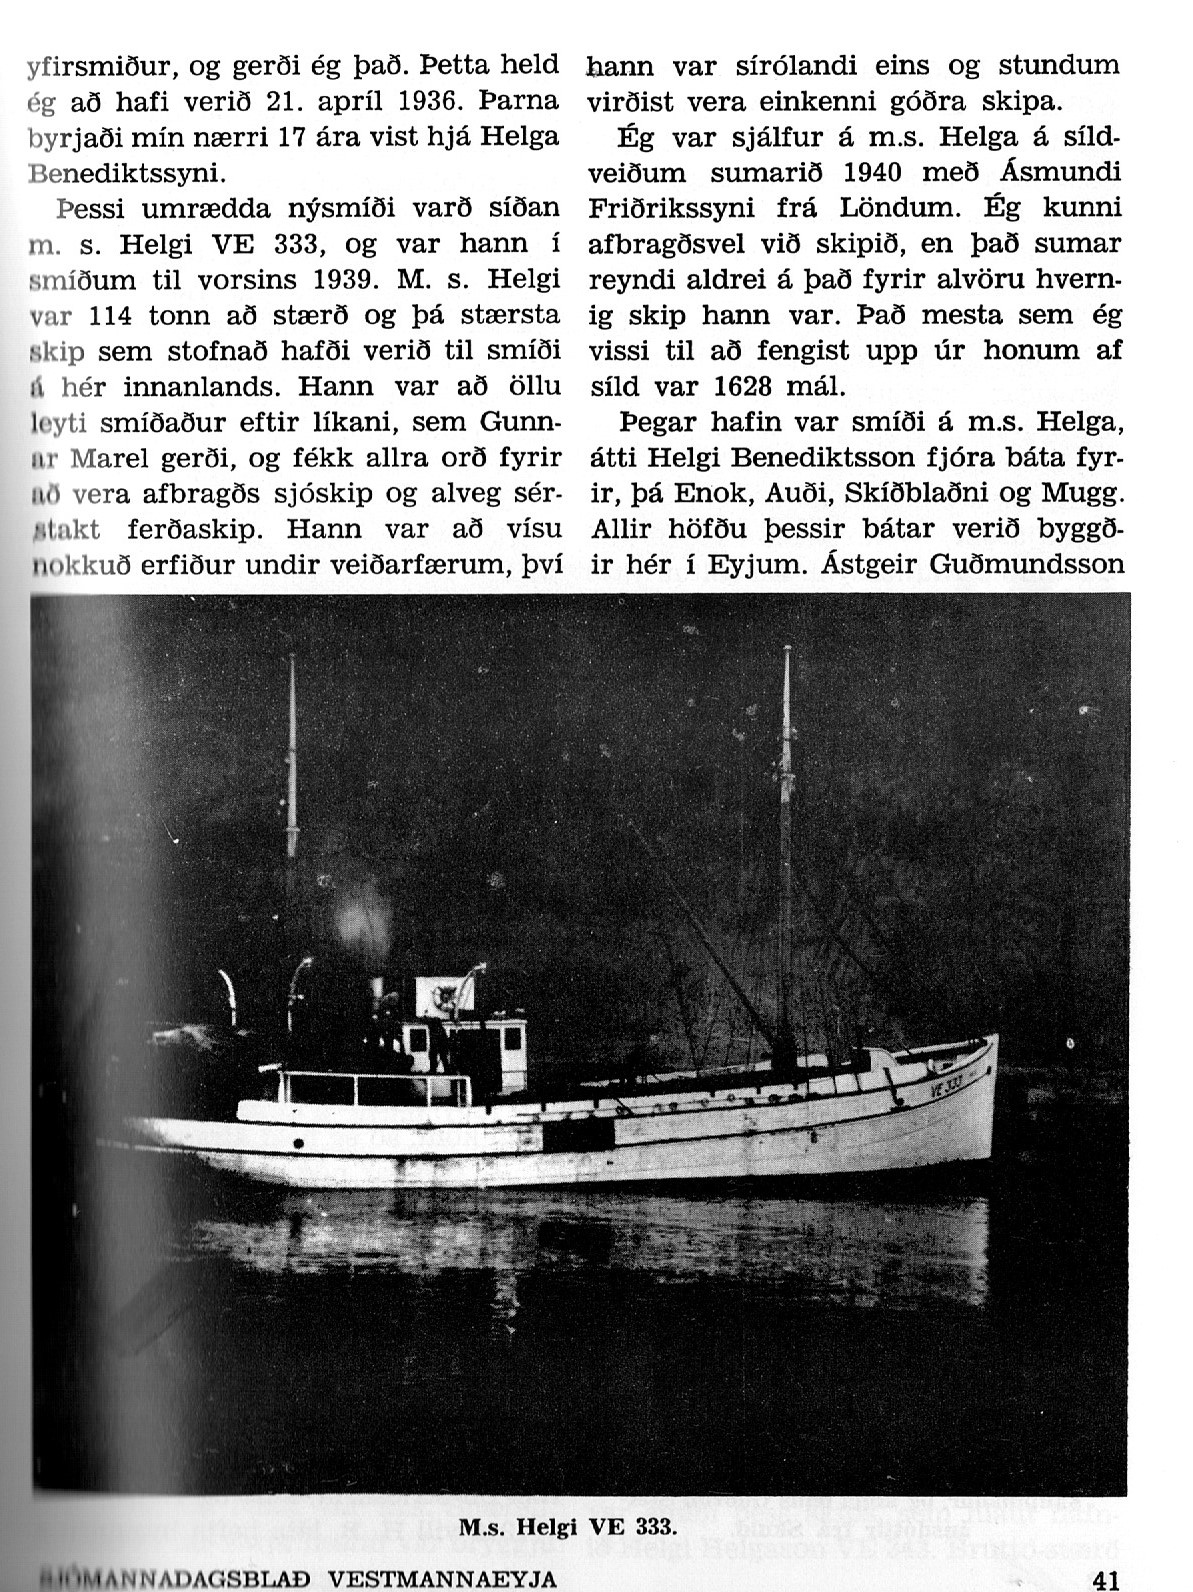 yfirsmiður, og gerði ég það. Þetta held
ég að hafi verið 21. apríl 1936. Þarna
byrjaði mín nærri 17 ára vist hjá Helga
Benediktssyni.
Þessi umrædda nýsmíði varð síðan
m. s. Helgi VE 333, og var hann í
smíðum til vorsins 1939. M. s. Helgi
var 114 tonn að stærð og þá stærsta
skip sem stofnað hafði verið til smíði
á hér innanlands. Hann var að öllu
leyti smíðaður eftir líkani, sem Gunn-
ar Marel gerði, og fékk allra orð fyrir
að vera afbragðs sjóskip og alveg sér-
stakt ferðaskip. Hann var að vísu
nokkuð erfiður undir veiðarfærum, því
hann var sírólandi eins og stundum
virðist vera einkenni góðra skipa.
Ég var sjálfur á m.s. Helga á síld-
veiðum sumarið 1940 með Ásmundi
Friðrikssyni frá Löndum. Ég kunni
afbragðsvel við skipið, en það sumar
reyndi aldrei á það fyrir alvöru hvern-
ig skip hann var. Það mesta sem ég
vissi til að fengist upp úr honum af
síld var 1628 mál.
Þegar hafin var smíði á m.s. Helga,
átti Helgi Benediktsson fjóra báta fyr-
ir, þá Enok, Auði, Skíðblaðni og Mugg.
Allir höfðu þessir bátar verið byggð-
ir hér í Eyjum. Ástgeir Guðmundsson
VE 333
M.s. Helgi VE 333.
SJÓMANNADAGSBLAÐ VESTMANNAEYJA
41